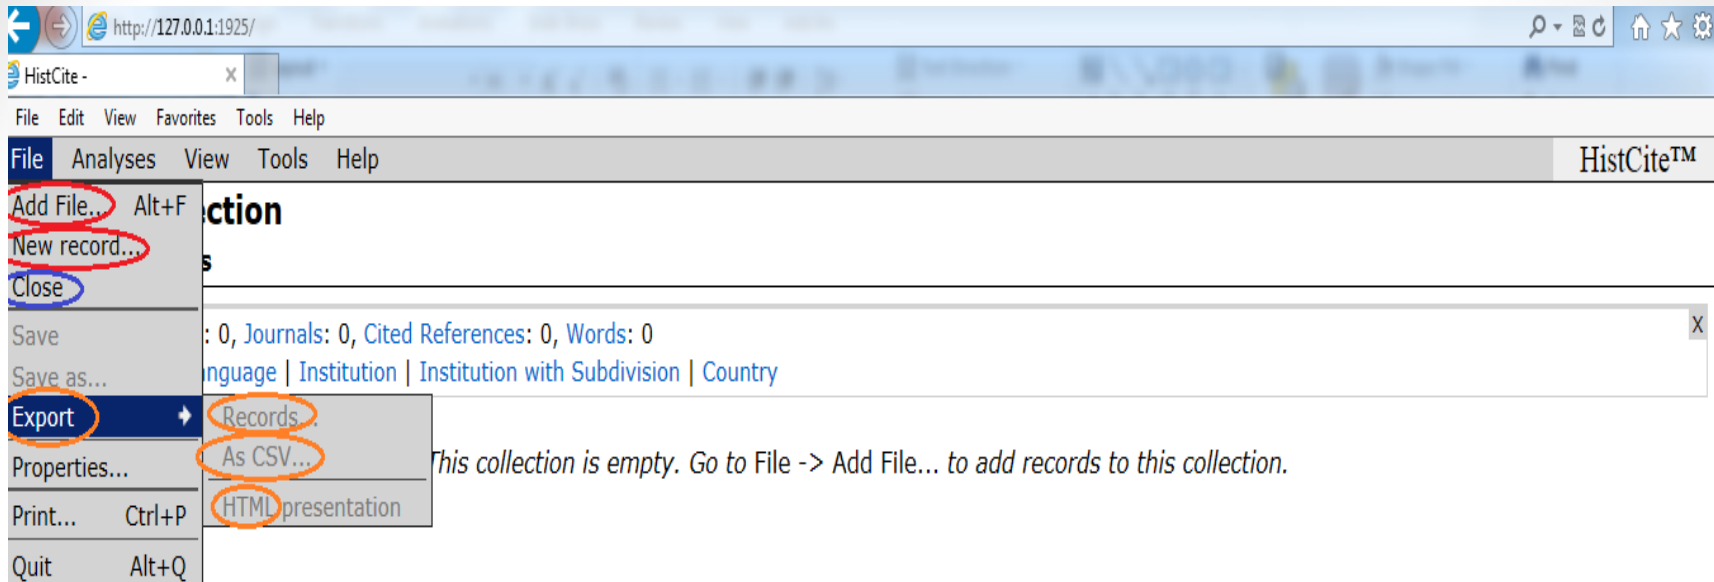 http://127.0.0.1:1925/
HistCite -
File Edit View Favorites Tools Help
File Analyses View Tools Help HistCite™
Add File... Alt+F ection
New record... s
Close
Save : 0, Journals: 0, Cited References: 0, Words: 0
Save as... nguage | Institution | Institution with Subdivision | Country
Export Records...
As CSV... This collection is empty. Go to File -> Add File... to add records to this collection.
Properties...
HTML presentation
Print... Ctrl+P
Quit Alt+Q